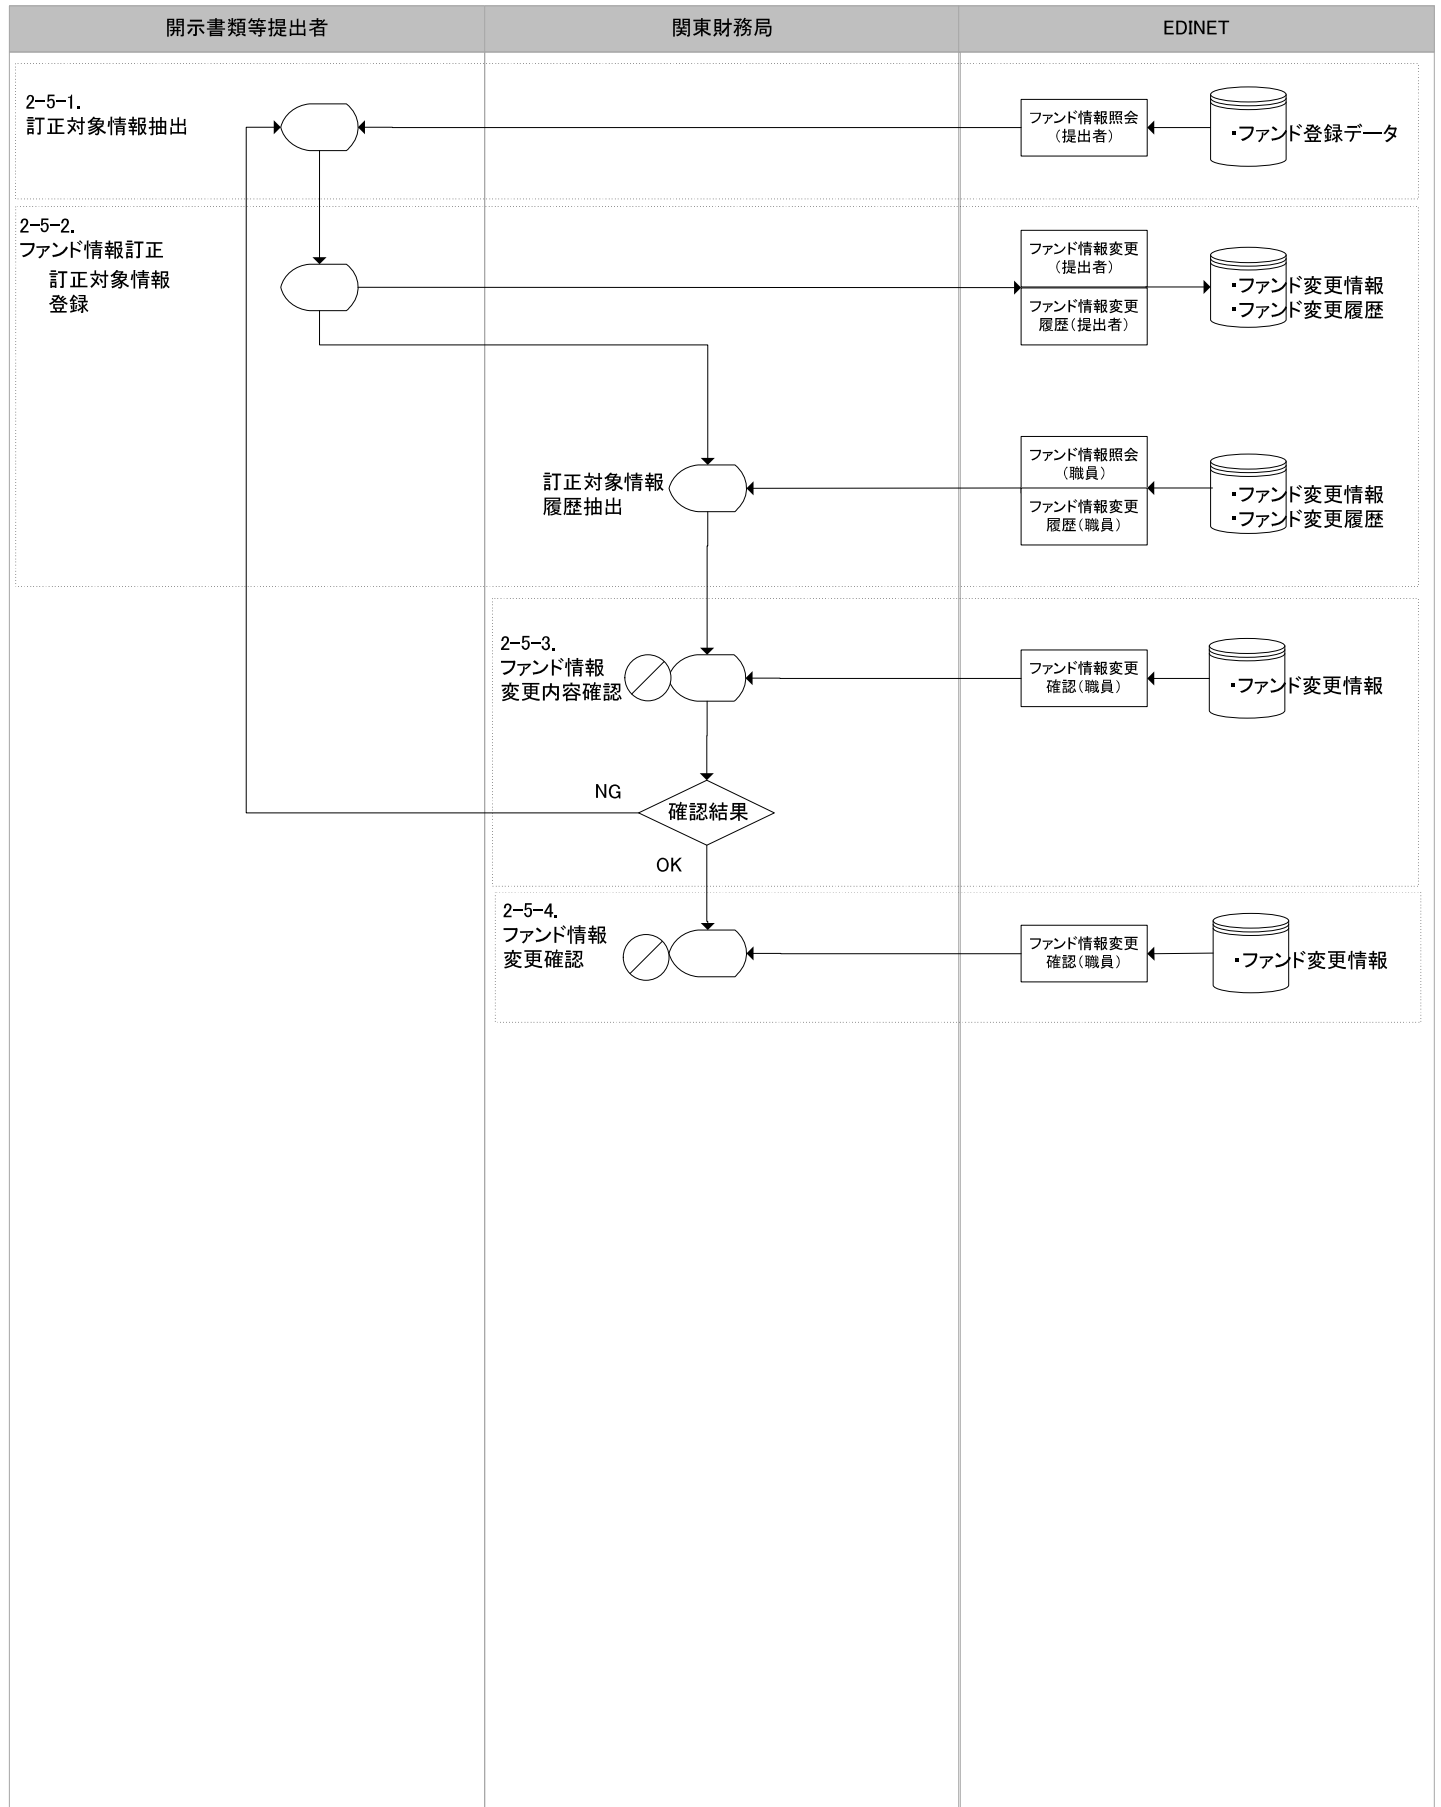 開示書類等提出者
関東財務局
EDINET
2-5-1.
訂正対象情報抽出
ファンド情報照会
(提出者)
・ファンド登録データ
2-5-2.
ファンド情報訂正
訂正対象情報
登録
ファンド情報変更
(提出者)
ファンド情報変更
履歴(提出者)
・ファンド変更情報
・ファンド変更履歴
訂正対象情報
履歴抽出
ファンド情報照会
(職員)
ファンド情報変更
履歴(職員)
・ファンド変更情報
・ファンド変更履歴
2-5-3.
ファンド情報
変更内容確認
ファンド情報変更
確認(職員)
・ファンド変更情報
NG
確認結果
OK
2-5-4.
ファンド情報
変更確認
ファンド情報変更
確認(職員)
・ファンド変更情報